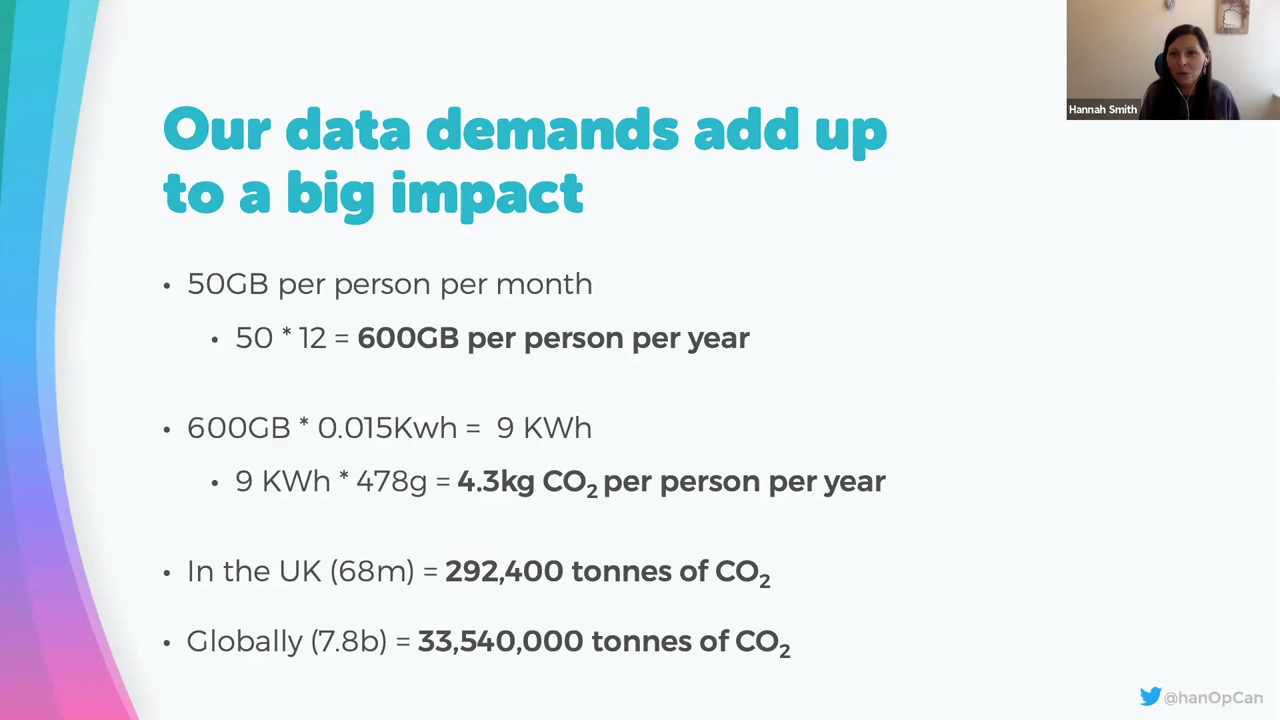 Hannah Smith
Our data demands add up
to a big impact
• 50GB per person per month
• 50 * 12 = 600GB per person per year
• 600GB * 0.015Kwh = 9 KWh
• 9 KWh * 478g = 4.3kg CO₂ per person per year
• In the UK (68m) = 292,400 tonnes of CO₂
• Globally (7.8b) = 33,540,000 tonnes of CO₂
@hanOpCan